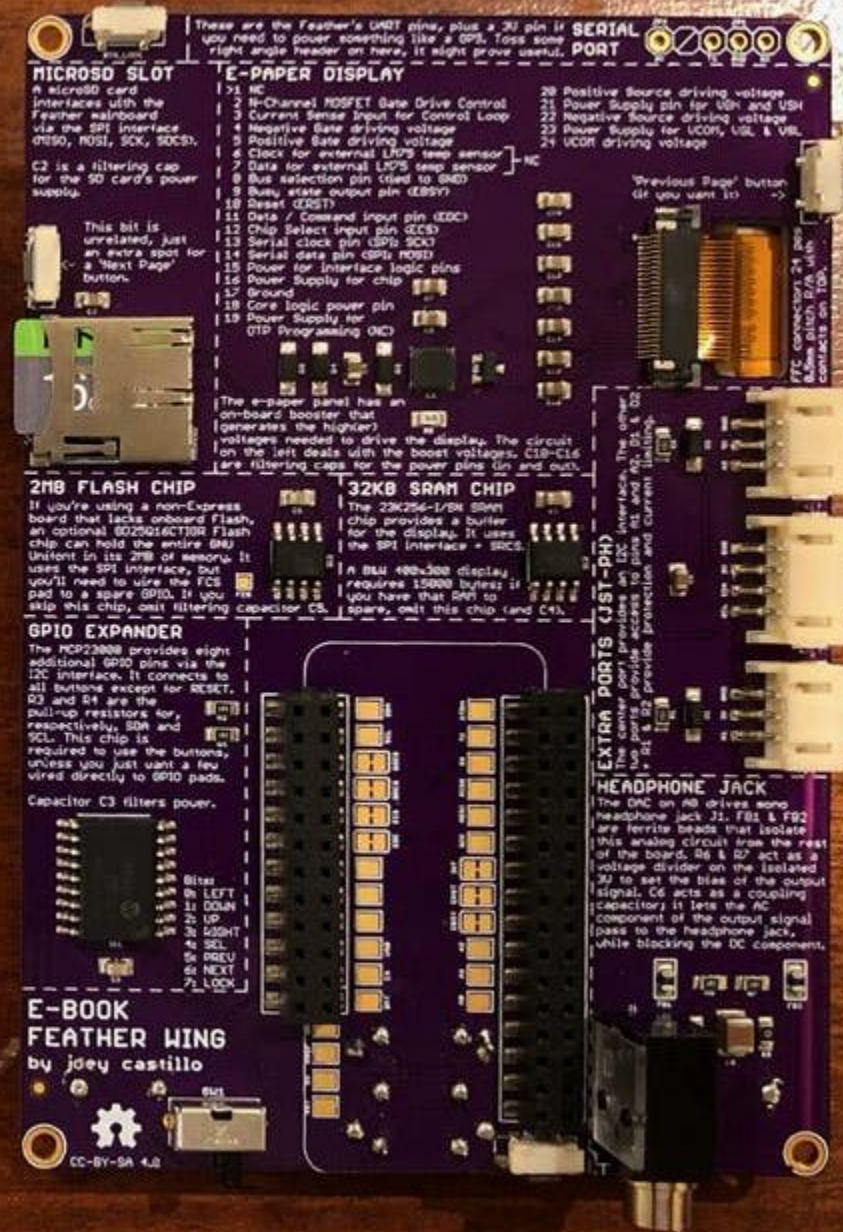 These are the Feather's UART pins, plus a 3V pin if
you need to power something like a GPS. Toss some
right angle header on here, it might prove useful.
SERIAL
PORT
MICROSD SLOT
A microSD card
interfaces with the
Feather mainboard
via the SPI interface
(MISO, MOSI, SCK, SDCS).
C2 is a filtering cap
for the SD card's power
supply.
This bit is
unrelated, just
an extra spot for
<- a 'Next Page'
button.
E-PAPER DISPLAY
>1 NC
2 N-Channel MOSFET Gate Drive Control
3 Current Sense Input for Control Loop
4 Negative Gate driving voltage
5 Positive Gate driving voltage
6 Clock for external LM75 temp sensor
7 Data for external LM75 temp sensor
NC
8 Bus selection pin (tied to GND)
9 Busy state output pin (EBSY)
10 Reset (ERST)
11 Data / Command input pin (EDC)
12 Chip Select input pin (ECS)
13 Serial clock pin (SPI: SCK)
14 Serial data pin (SPI: MOSI)
15 Power for interface logic pins
16 Power Supply for chip
17 Ground
18 Core logic power pin
19 Power Supply for
OTP Programming (NC)
20 Positive Source driving voltage
21 Power Supply pin for VGH and VSH
22 Negative Source driving voltage
23 Power Supply for VCOM, VGL & VSL
24 VCOM driving voltage
'Previous Page' button
(if you want it) ->
FFC connector: 24 pos
0.5mm pitch R/A with
contacts on TOP.
The e-paper panel has an
on-board booster that
generates the high(er)
voltages needed to drive the display. The circuit
on the left deals with the boost voltages. C10-C16
are filtering caps for the power pins (in and out).
2MB FLASH CHIP
If you're using a non-Express
board that lacks onboard Flash,
an optional GD25Q16CTIGR Flash
chip can hold the entire GNU
Unifont in its 2MB of memory. It
uses the SPI interface, but
you'll need to wire the FCS
pad to a spare GPIO. If you
skip this chip, omit filtering capacitor C5.
32KB SRAM CHIP
The 23K256-I/SN SRAM
chip provides a buffer
for the display. It uses
the SPI interface + SRCS.
A B&W 400x300 display
requires 15000 bytes; if
you have that RAM to
spare, omit this chip (and C4).
EXTRA PORTS (JST-PH)
The center port provides an I2C interface. The other
two ports provide access to pins A1 and A2. D1 & D2
+ R1 & R2 provide protection and current limiting.
GPIO EXPANDER
The MCP23008 provides eight
additional GPIO pins via the
I2C interface. It connects to
all buttons except for RESET.
R3 and R4 are the
pull-up resistors for,
respectively, SDA and
SCL. This chip is
required to use the buttons,
unless you just want a few
wired directly to GPIO pads.
Capacitor C3 filters power.
Bits:
0: LEFT
1: DOWN
2: UP
3: RIGHT
4: SEL
5: PREV
6: NEXT
7: LOCK
HEADPHONE JACK
The DAC on A0 drives mono
headphone jack J1. FB1 & FB2
are ferrite beads that isolate
this analog circuit from the rest
of the board. R6 & R7 act as a
voltage divider on the isolated
3V to set the bias of the output
signal. C6 acts as a coupling
capacitor; it lets the AC
component of the output signal
pass to the headphone jack,
while blocking the DC component.
E-BOOK
FEATHER WING
by joey castillo
SW1
CC-BY-SA 4.0